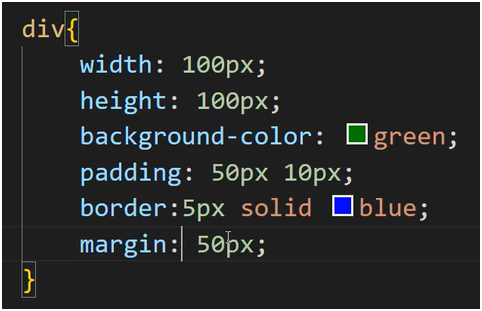 div{
width: 100px;
height: 100px;
background-color: green;
padding: 50px 10px;
border:5px solid blue;
margin: 50px;
}